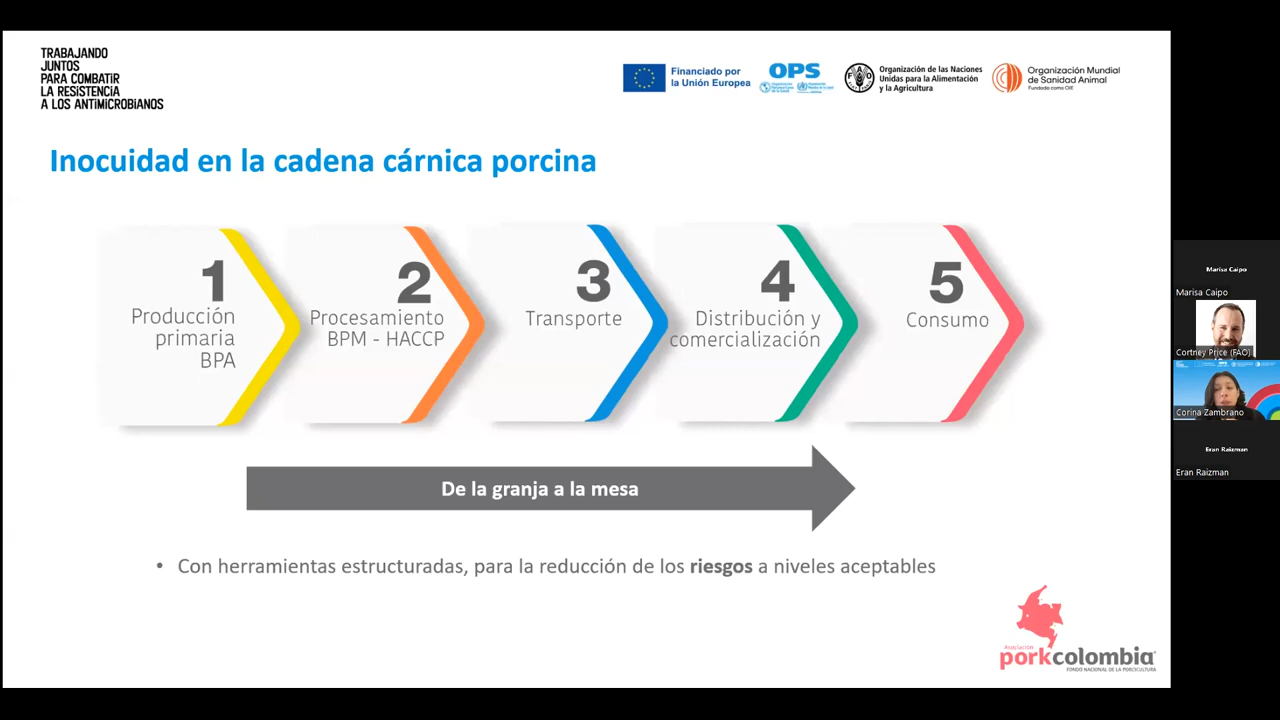 TRABAJANDO
JUNTOS
PARA COMBATIR
LA RESISTENCIA
A LOS ANTIMICROBIANOS
Financiado por
la Unión Europea
OPS
FAO
Organización de las Naciones
Unidas para la Alimentación
y la Agricultura
Organización Mundial
de Sanidad Animal
Fundada como OIE
Inocuidad en la cadena cárnica porcina
1
Producción
primaria
BPA
2
Procesamiento
BPM - HACCP
3
Transporte
4
Distribución y
comercialización
5
Consumo
De la granja a la mesa
• Con herramientas estructuradas, para la reducción de los riesgos a niveles aceptables
Asociación
porkcolombia
FONDO NACIONAL DE LA PORCICULTURA
Marisa Caipo
Marisa Caipo
Cortney Price (FAO)
Corina Zambrano
Eran Raizman
Eran Raizman